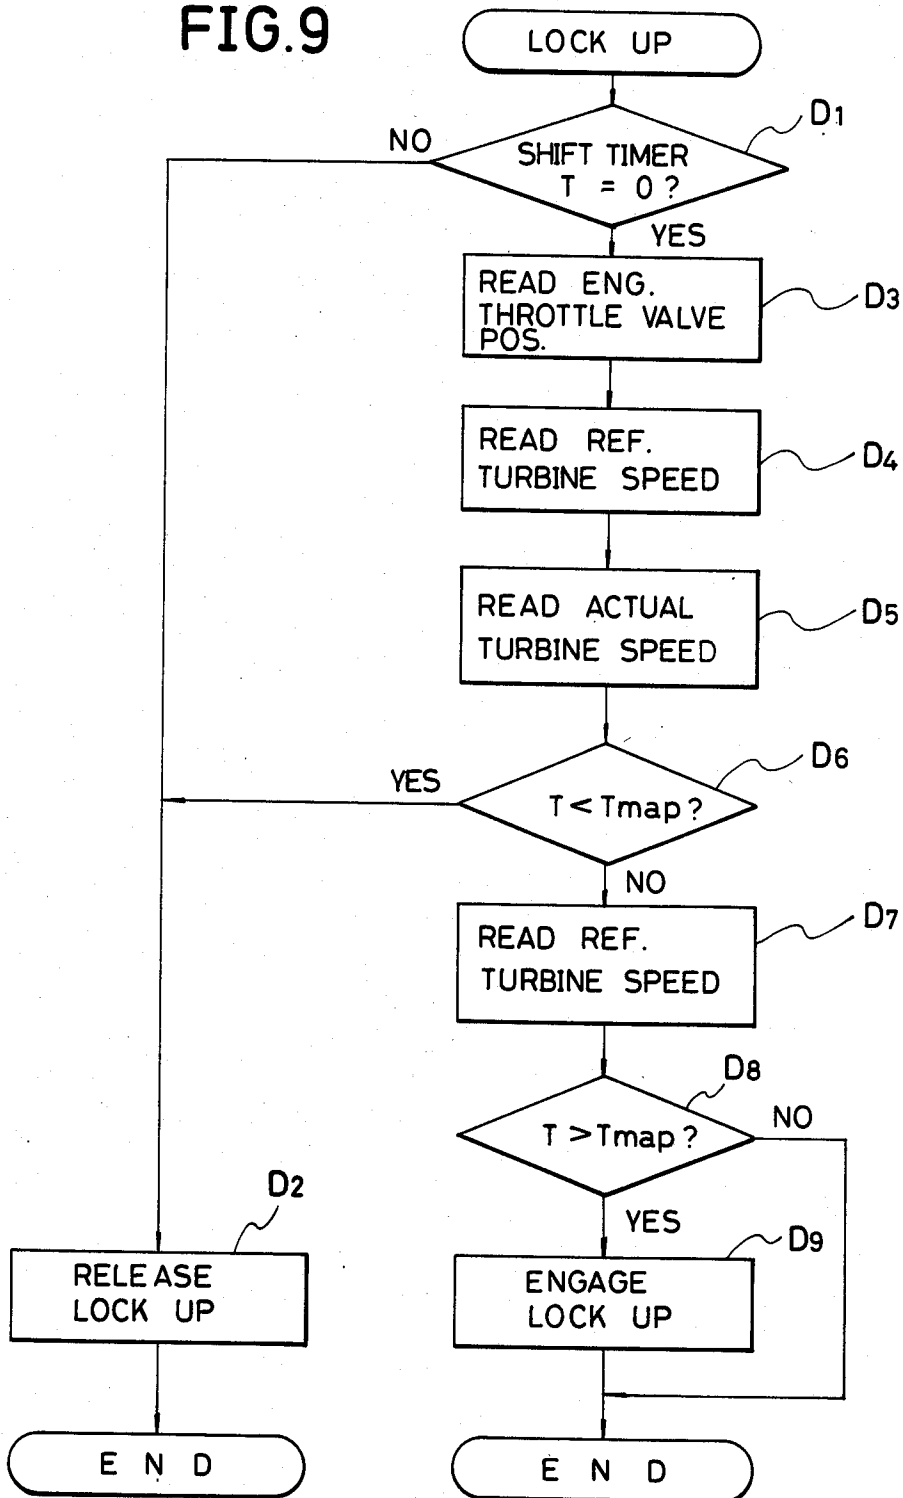 FIG.9
LOCK UP
D1
NO
SHIFT TIMER
T = 0?
YES
READ ENG.
THROTTLE VALVE
POS.
D3
READ REF.
TURBINE SPEED
D4
READ ACTUAL
TURBINE SPEED
D5
D6
YES
T < Tmap?
NO
D7
READ REF.
TURBINE SPEED
D8
T > Tmap?
NO
YES
D2
D9
RELEASE
LOCK UP
ENGAGE
LOCK UP
E N D
E N D